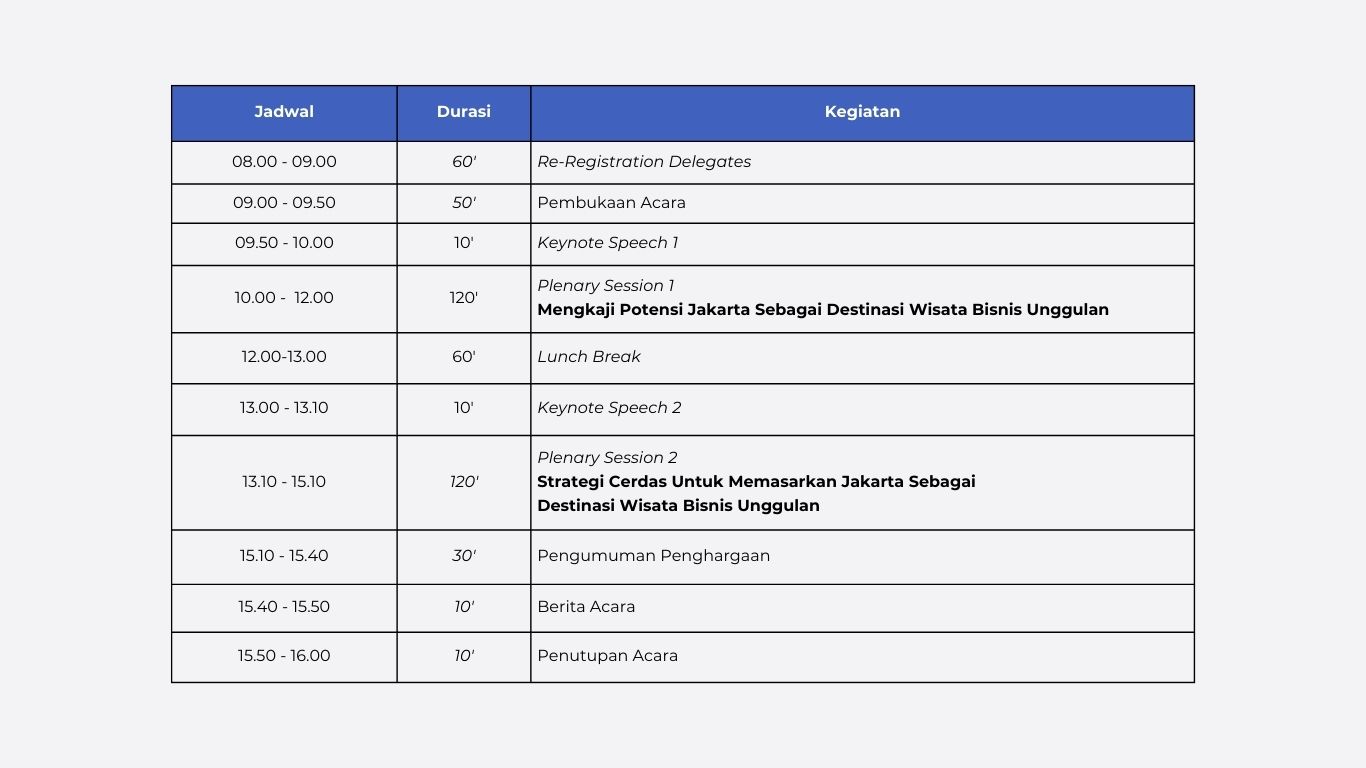 Jadwal Durasi Kegiatan
08.00 - 09.00 60' Re-Registration Delegates
09.00 - 09.50 50' Pembukaan Acara
09.50 - 10.00 10' Keynote Speech 1
10.00 -  12.00 120' Plenary Session 1
Mengkaji Potensi Jakarta Sebagai Destinasi Wisata Bisnis Unggulan
12.00-13.00 60' Lunch Break
13.00 - 13.10 10' Keynote Speech 2
13.10 - 15.10 120' Plenary Session 2
Strategi Cerdas Untuk Memasarkan Jakarta Sebagai
Destinasi Wisata Bisnis Unggulan
15.10 - 15.40 30' Pengumuman Penghargaan
15.40 - 15.50 10' Berita Acara
15.50 - 16.00 10' Penutupan Acara